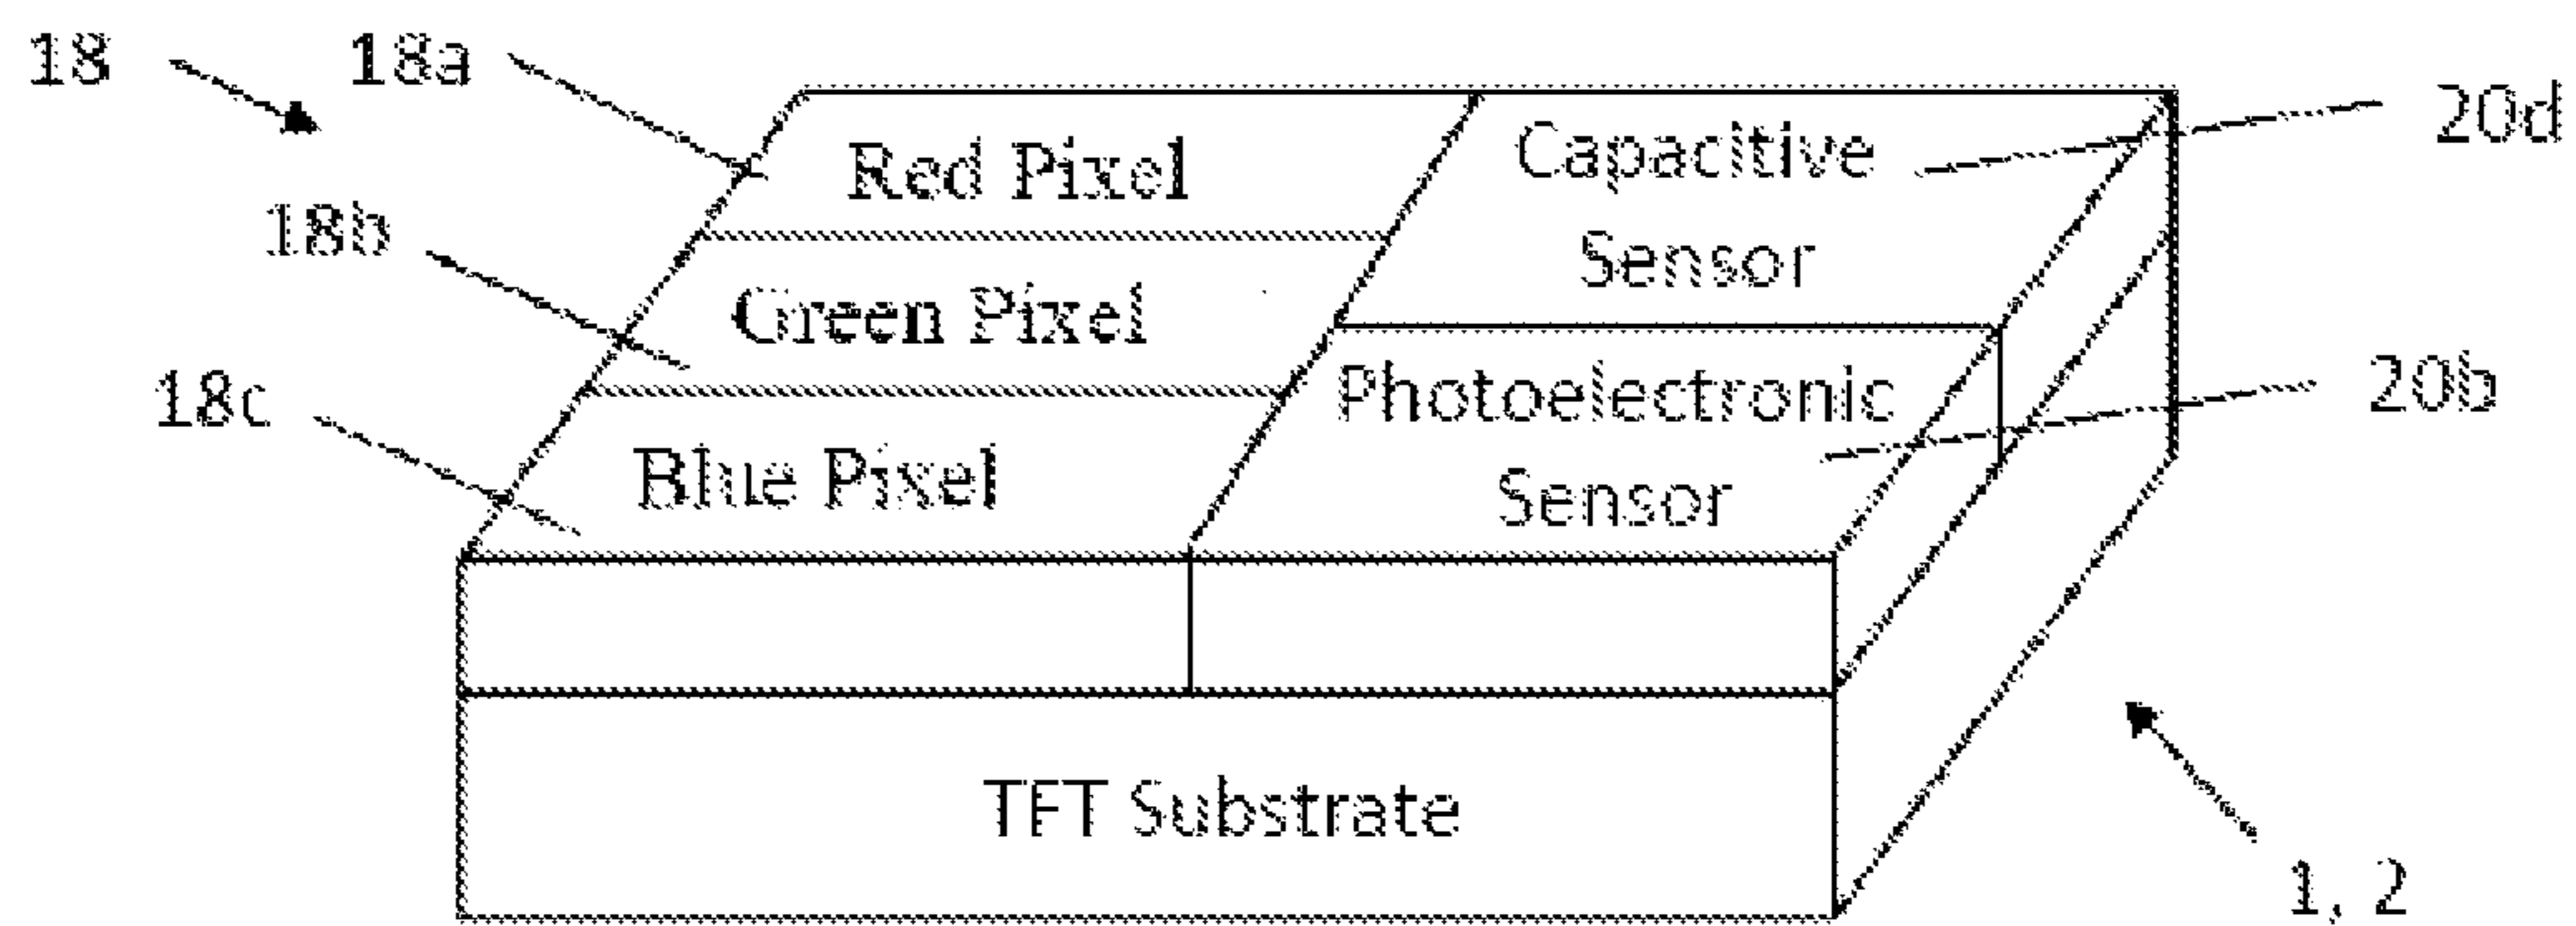 18
18a
18b
18c
Red Pixel
Green Pixel
Blue Pixel
Capacitive
Sensor
Photoelectronic
Sensor
20d
20b
TFT Substrate
1, 2